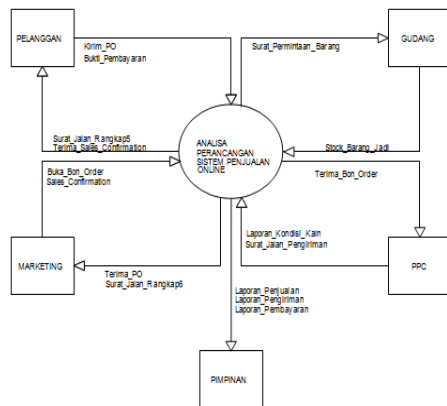 PELANGGAN
GUDANG
Kirim_PO
Bukti_Pembayaran
Surat_Permintaan_Barang
ANALISA
PERANCANGAN
SISTEM PENJUALAN
ONLINE
Surat_Jalan_Rangkap5
Terima_Sales_Confirmation
Stock_Barang_Jadi
Buka_Bon_Order
Sales_Confirmation
Terima_Bon_Order
Laporan_Kondisi_Kain
Surat_Jalan_Pengiriman
MARKETING
PPC
Terima_PO
Surat_Jalan_Rangkap6
Laporan_Penjualan
Laporan_Pengiriman
Laporan_Pembayaran
PIMPINAN